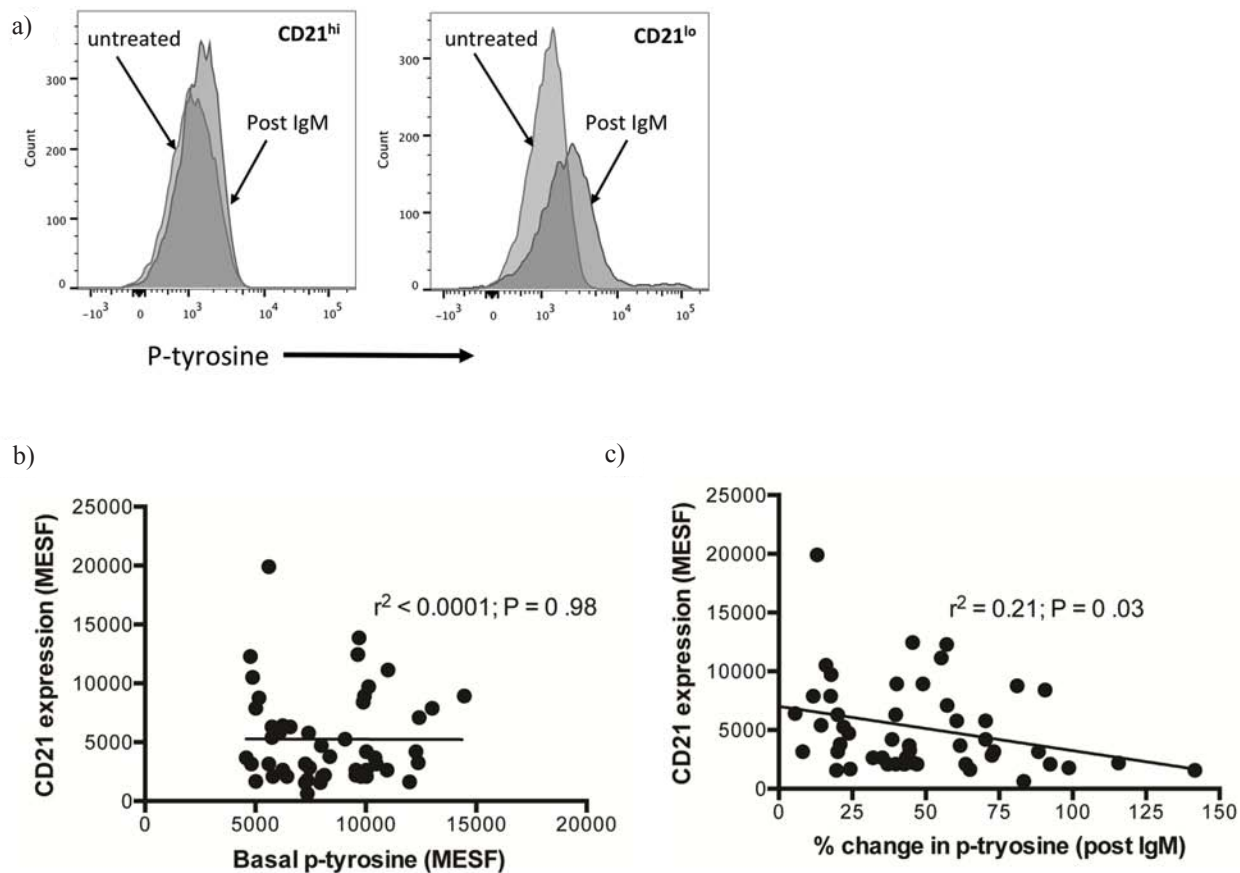 a)
CD21hi
untreated
Post IgM
Count
300
200
100
0
−10³ 0 10³ 10⁴ 10⁵
CD21lo
untreated
Post IgM
Count
300
200
100
0
−10³ 0 10³ 10⁴ 10⁵
P-tyrosine
b)
CD21 expression (MESF)
25000
20000
15000
10000
5000
0
r² < 0.0001; P = 0 .98
0 5000 10000 15000 20000
Basal p-tyrosine (MESF)
c)
CD21 expression (MESF)
25000
20000
15000
10000
5000
0
r² = 0.21; P = 0 .03
0 25 50 75 100 125 150
% change in p-tryosine (post IgM)